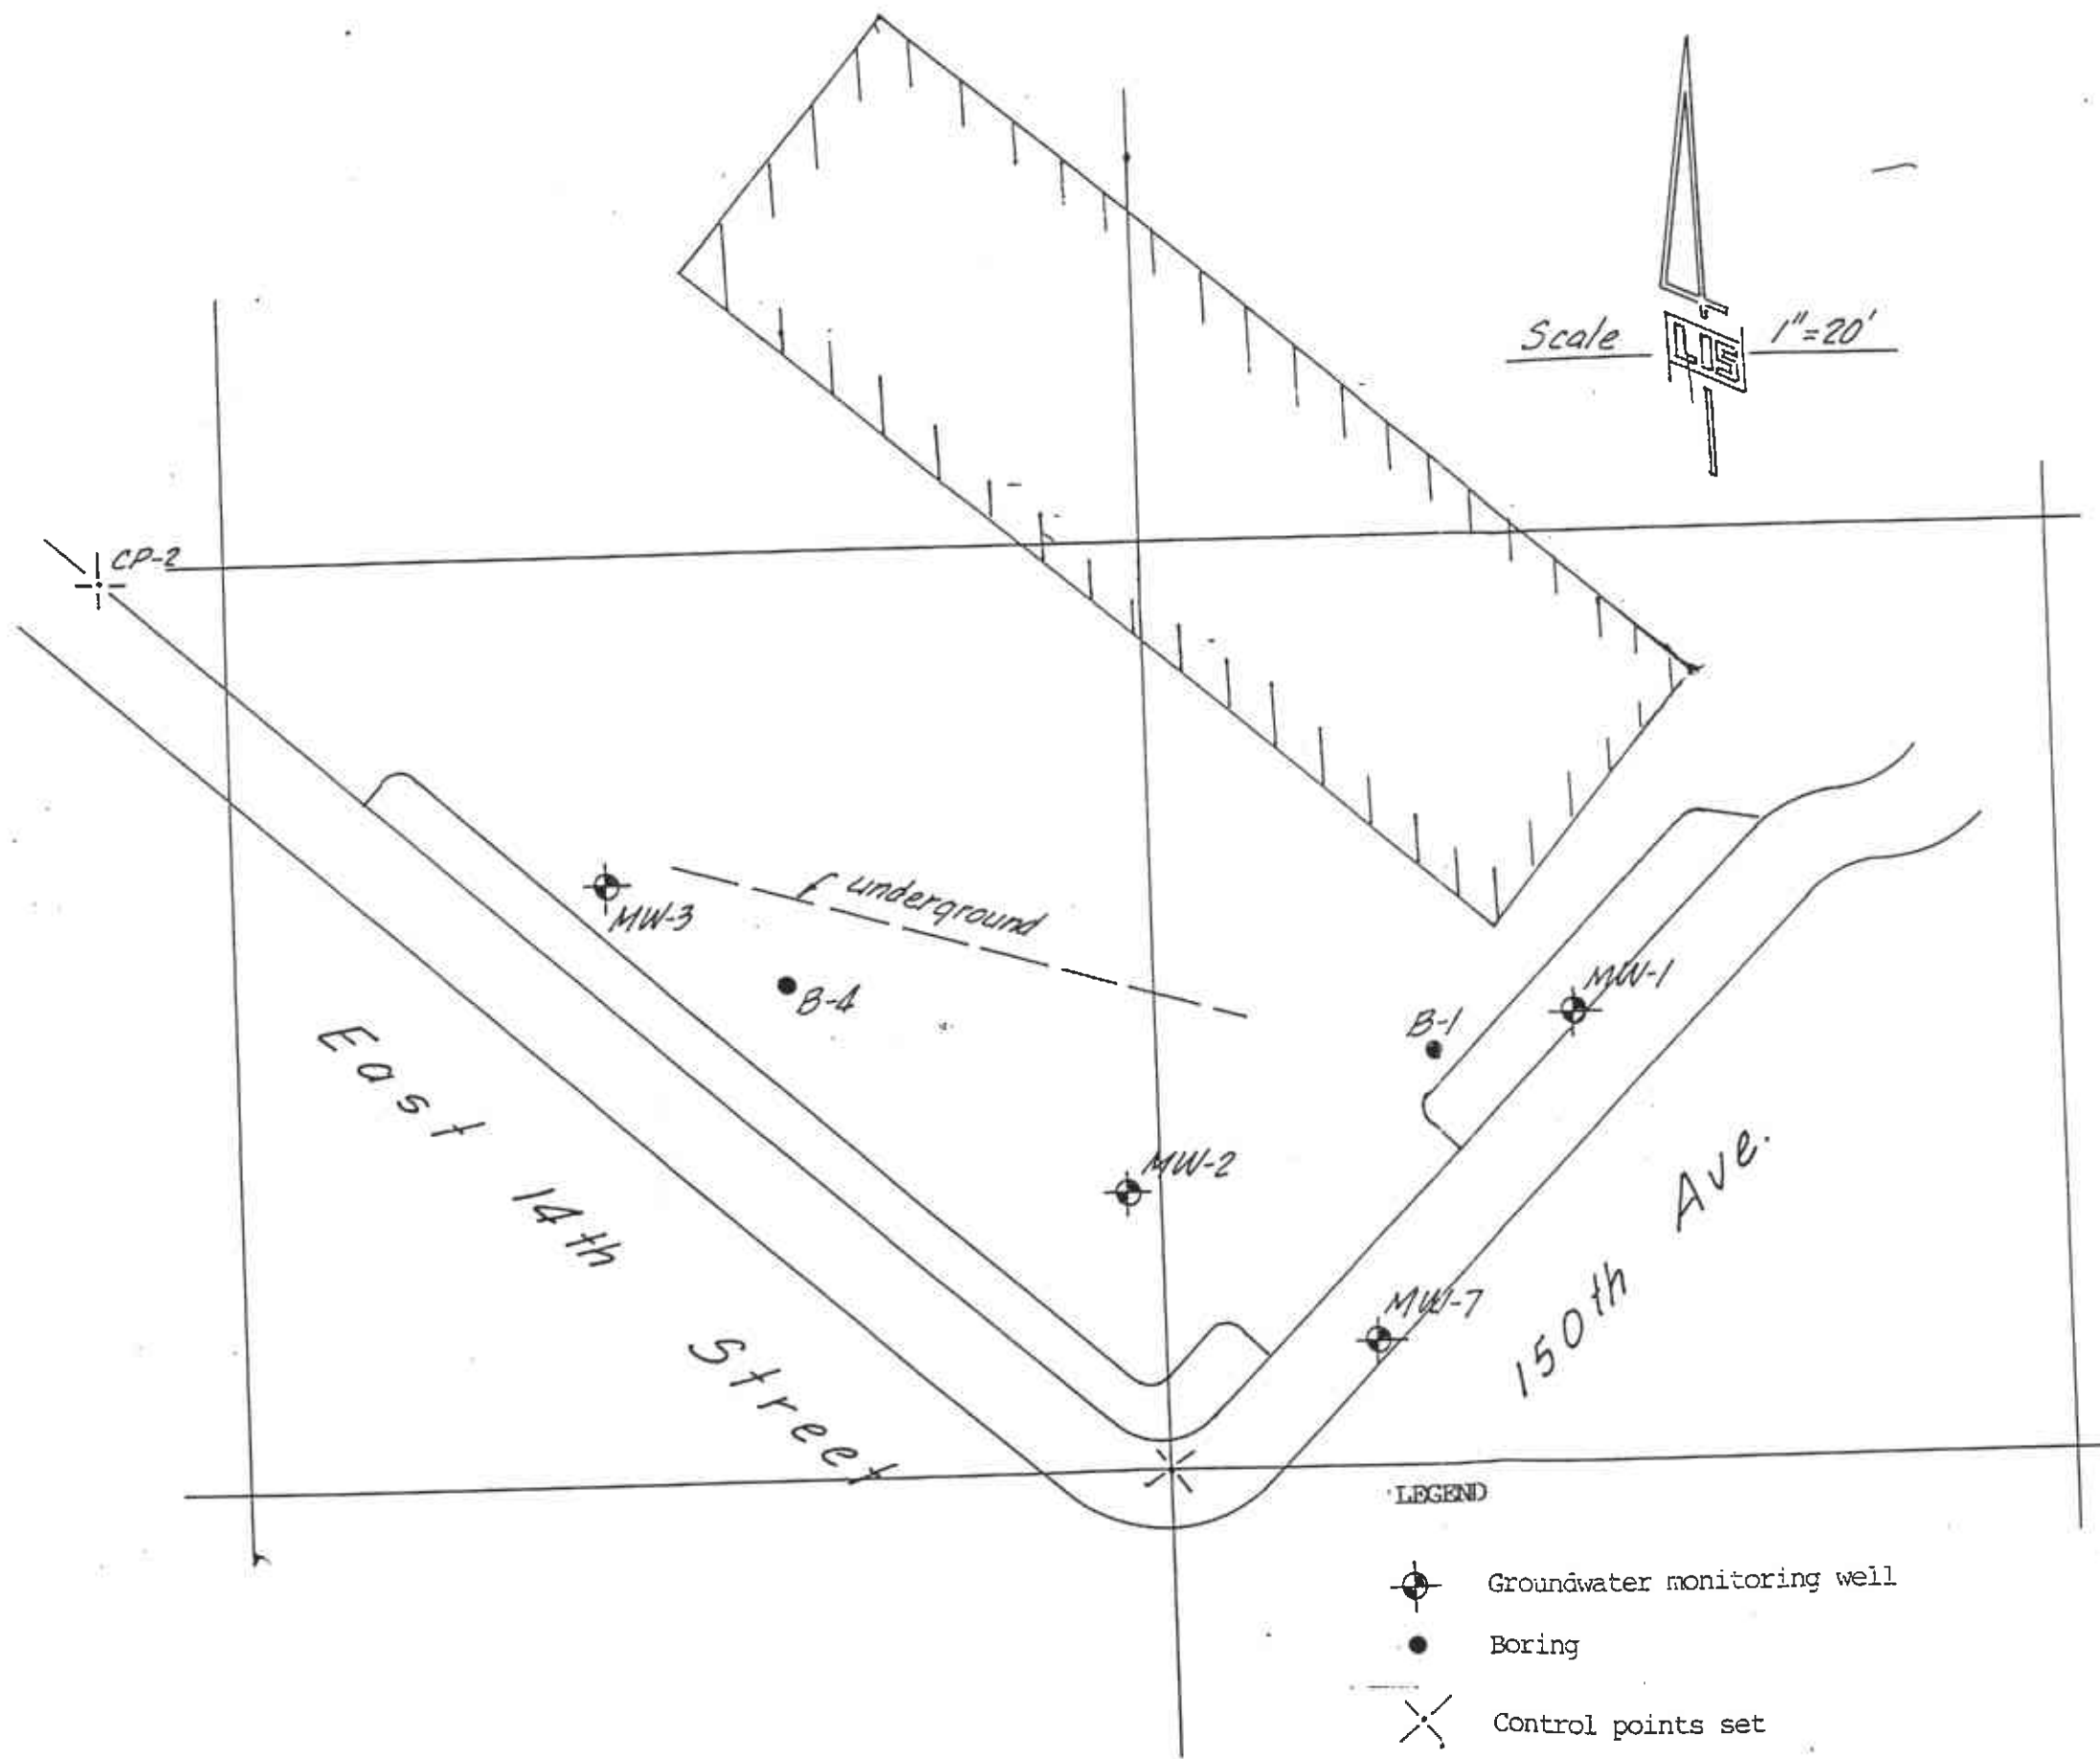 Scale 1"=20'
LIS
CP-2
underground
MW-3
B-4
MW-1
B-1
MW-2
MW-7
East 14th Street
150th Ave.
LEGEND
Groundwater monitoring well
Boring
Control points set